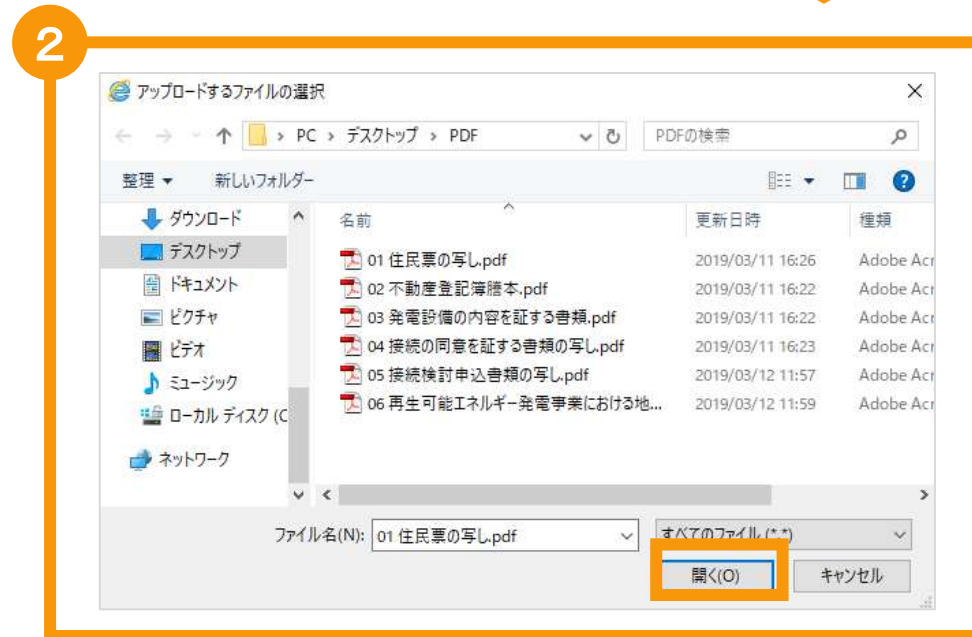 2
アップロードするファイルの選択
PC › デスクトップ › PDF
PDFの検索
整理 新しいフォルダー
ダウンロード
デスクトップ
ドキュメント
ピクチャ
ビデオ
ミュージック
ローカル ディスク (C
ネットワーク
名前 更新日時 種類
01 住民票の写し.pdf 2019/03/11 16:26 Adobe Acr
02 不動産登記簿謄本.pdf 2019/03/11 16:22 Adobe Acr
03 発電設備の内容を証する書類.pdf 2019/03/11 16:22 Adobe Acr
04 接続の同意を証する書類の写し.pdf 2019/03/11 16:23 Adobe Acr
05 接続検討申込書類の写し.pdf 2019/03/12 11:57 Adobe Acr
06 再生可能エネルギー発電事業における地... 2019/03/12 11:59 Adobe Acr
ファイル名(N): 01 住民票の写し.pdf すべてのファイル (*.*)
開く(O) キャンセル